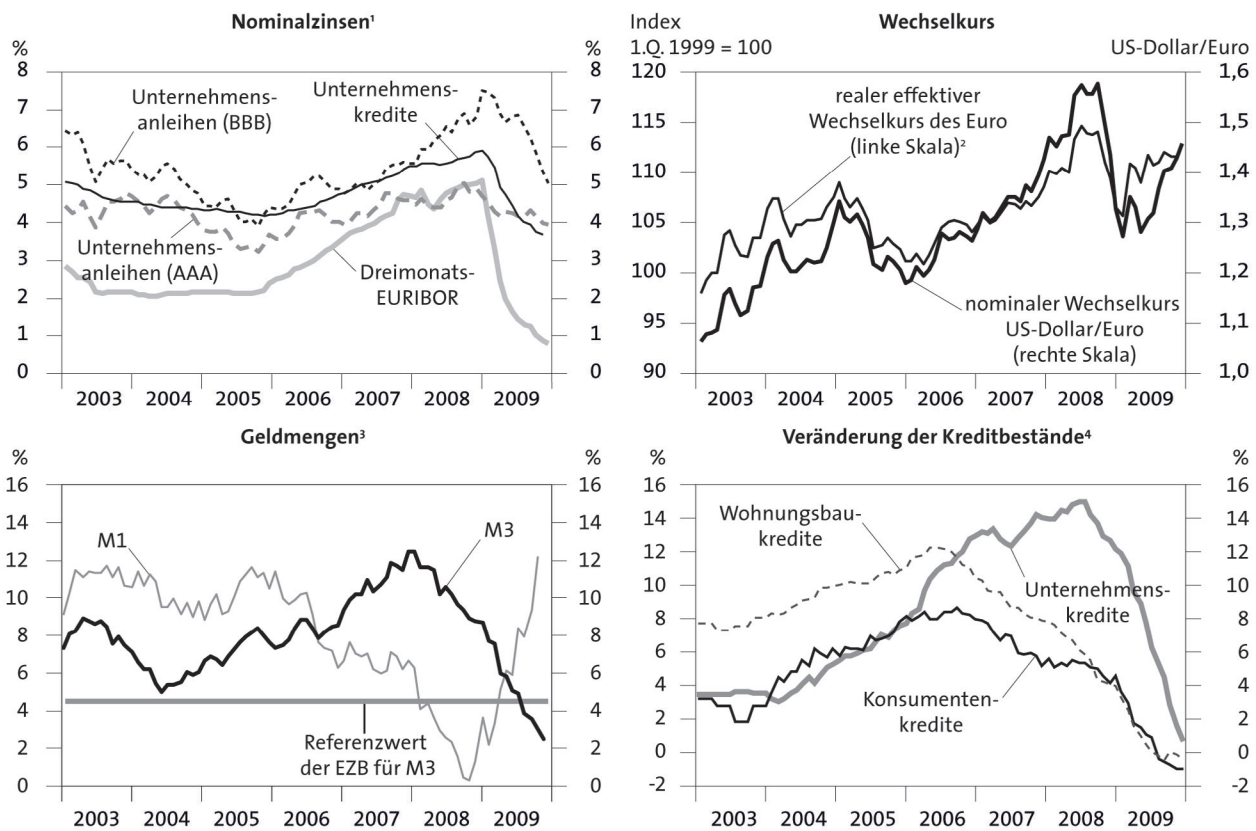 Nominalzinsen¹
%
%
8
7
6
5
4
3
2
1
0
8
7
6
5
4
3
2
1
0
Unternehmens-
anleihen (BBB)
Unternehmens-
kredite
Unternehmens-
anleihen (AAA)
Dreimonats-
EURIBOR
2003 2004 2005 2006 2007 2008 2009
Wechselkurs
Index
1.Q. 1999 = 100
US-Dollar/Euro
120
115
110
105
100
95
90
1,6
1,5
1,4
1,3
1,2
1,1
1,0
realer effektiver
Wechselkurs des Euro
(linke Skala)²
nominaler Wechselkurs
US-Dollar/Euro
(rechte Skala)
2003 2004 2005 2006 2007 2008 2009
Geldmengen³
%
%
16
14
12
10
8
6
4
2
0
16
14
12
10
8
6
4
2
0
M1
M3
Referenzwert
der EZB für M3
2003 2004 2005 2006 2007 2008 2009
Veränderung der Kreditbestände⁴
%
%
16
14
12
10
8
6
4
2
0
-2
16
14
12
10
8
6
4
2
0
-2
Wohnungsbau-
kredite
Unternehmens-
kredite
Konsumenten-
kredite
2003 2004 2005 2006 2007 2008 2009